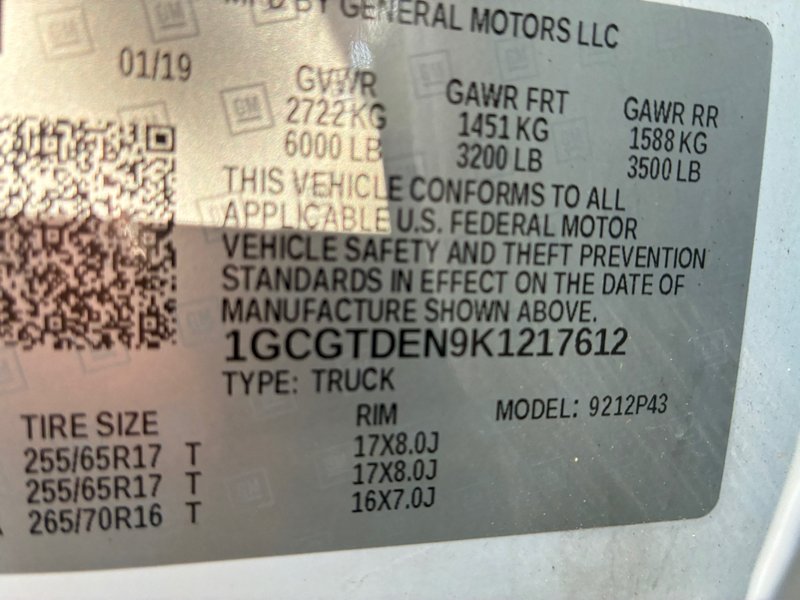 MFD BY GENERAL MOTORS LLC
01/19
GVWR GAWR FRT GAWR RR
2722 KG 1451 KG 1588 KG
6000 LB 3200 LB 3500 LB
THIS VEHICLE CONFORMS TO ALL
APPLICABLE U.S. FEDERAL MOTOR
VEHICLE SAFETY AND THEFT PREVENTION
STANDARDS IN EFFECT ON THE DATE OF
MANUFACTURE SHOWN ABOVE.
1GCGTDEN9K1217612
TYPE: TRUCK
TIRE SIZE RIM MODEL: 9212P43
255/65R17 T 17X8.0J
255/65R17 T 17X8.0J
265/70R16 T 16X7.0J
GM